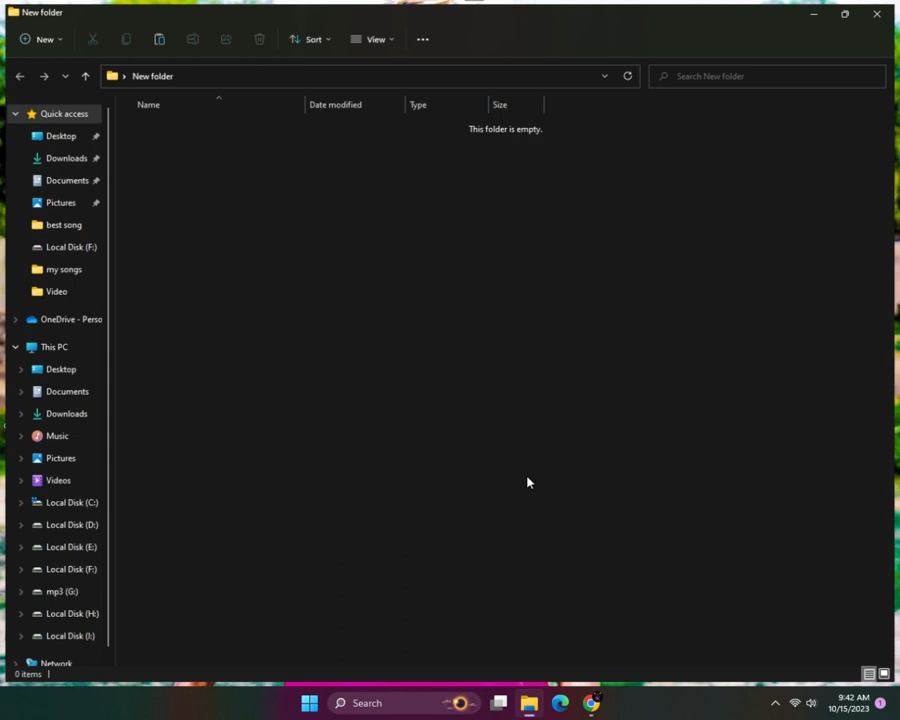 New folder
New
Sort
View
New folder
Search New folder
Name
Date modified
Type
Size
This folder is empty.
Quick access
Desktop
Downloads
Documents
Pictures
best song
Local Disk (F:)
my songs
Video
OneDrive - Perso
This PC
Desktop
Documents
Downloads
Music
Pictures
Videos
Local Disk (C:)
Local Disk (D:)
Local Disk (E:)
Local Disk (F:)
mp3 (G:)
Local Disk (H:)
Local Disk (I:)
Network
0 items
Search
9:42 AM
10/15/2023
1